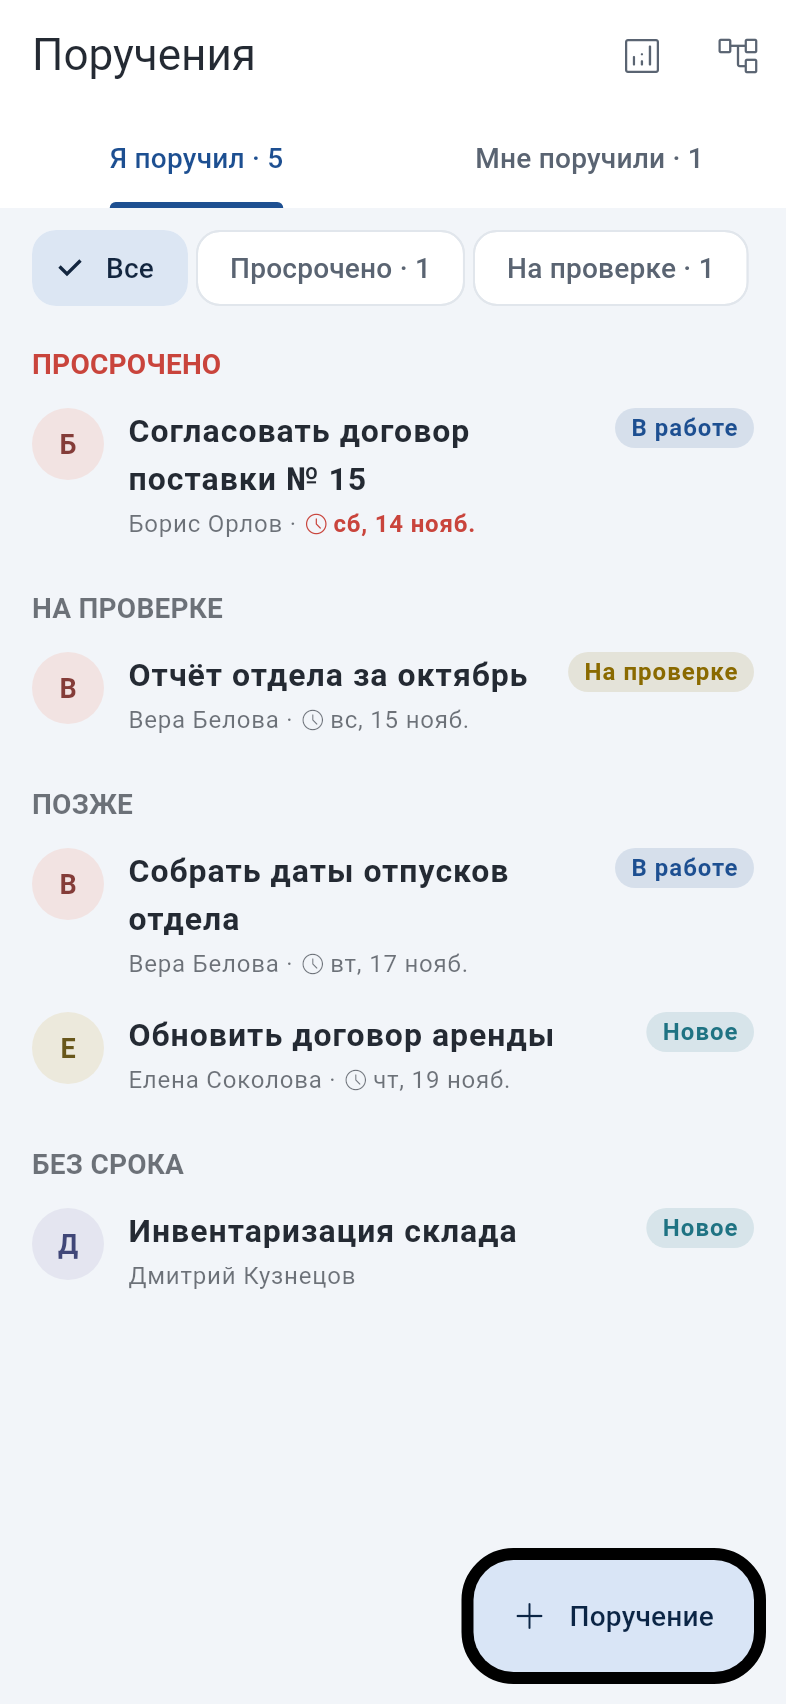 Поручения
Я поручил · 5
Мне поручили · 1
Все
Просрочено · 1
На проверке · 1
ПРОСРОЧЕНО
Б
Согласовать договор
поставки № 15
В работе
Борис Орлов · сб, 14 нояб.
НА ПРОВЕРКЕ
В
Отчёт отдела за октябрь
На проверке
Вера Белова · вс, 15 нояб.
ПОЗЖЕ
В
Собрать даты отпусков
отдела
В работе
Вера Белова · вт, 17 нояб.
Е
Обновить договор аренды
Новое
Елена Соколова · чт, 19 нояб.
БЕЗ СРОКА
Д
Инвентаризация склада
Новое
Дмитрий Кузнецов
Поручение